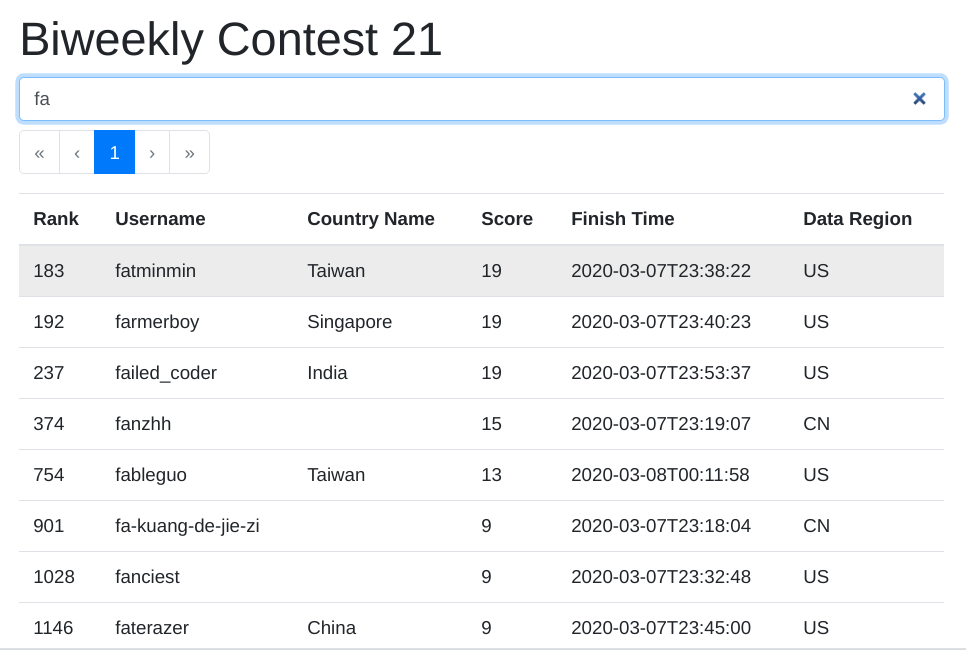 Biweekly Contest 21
fa ×
« ‹ 1 › »
Rank Username Country Name Score Finish Time Data Region
183 fatminmin Taiwan 19 2020-03-07T23:38:22 US
192 farmerboy Singapore 19 2020-03-07T23:40:23 US
237 failed_coder India 19 2020-03-07T23:53:37 US
374 fanzhh 15 2020-03-07T23:19:07 CN
754 fableguo Taiwan 13 2020-03-08T00:11:58 US
901 fa-kuang-de-jie-zi 9 2020-03-07T23:18:04 CN
1028 fanciest 9 2020-03-07T23:32:48 US
1146 faterazer China 9 2020-03-07T23:45:00 US